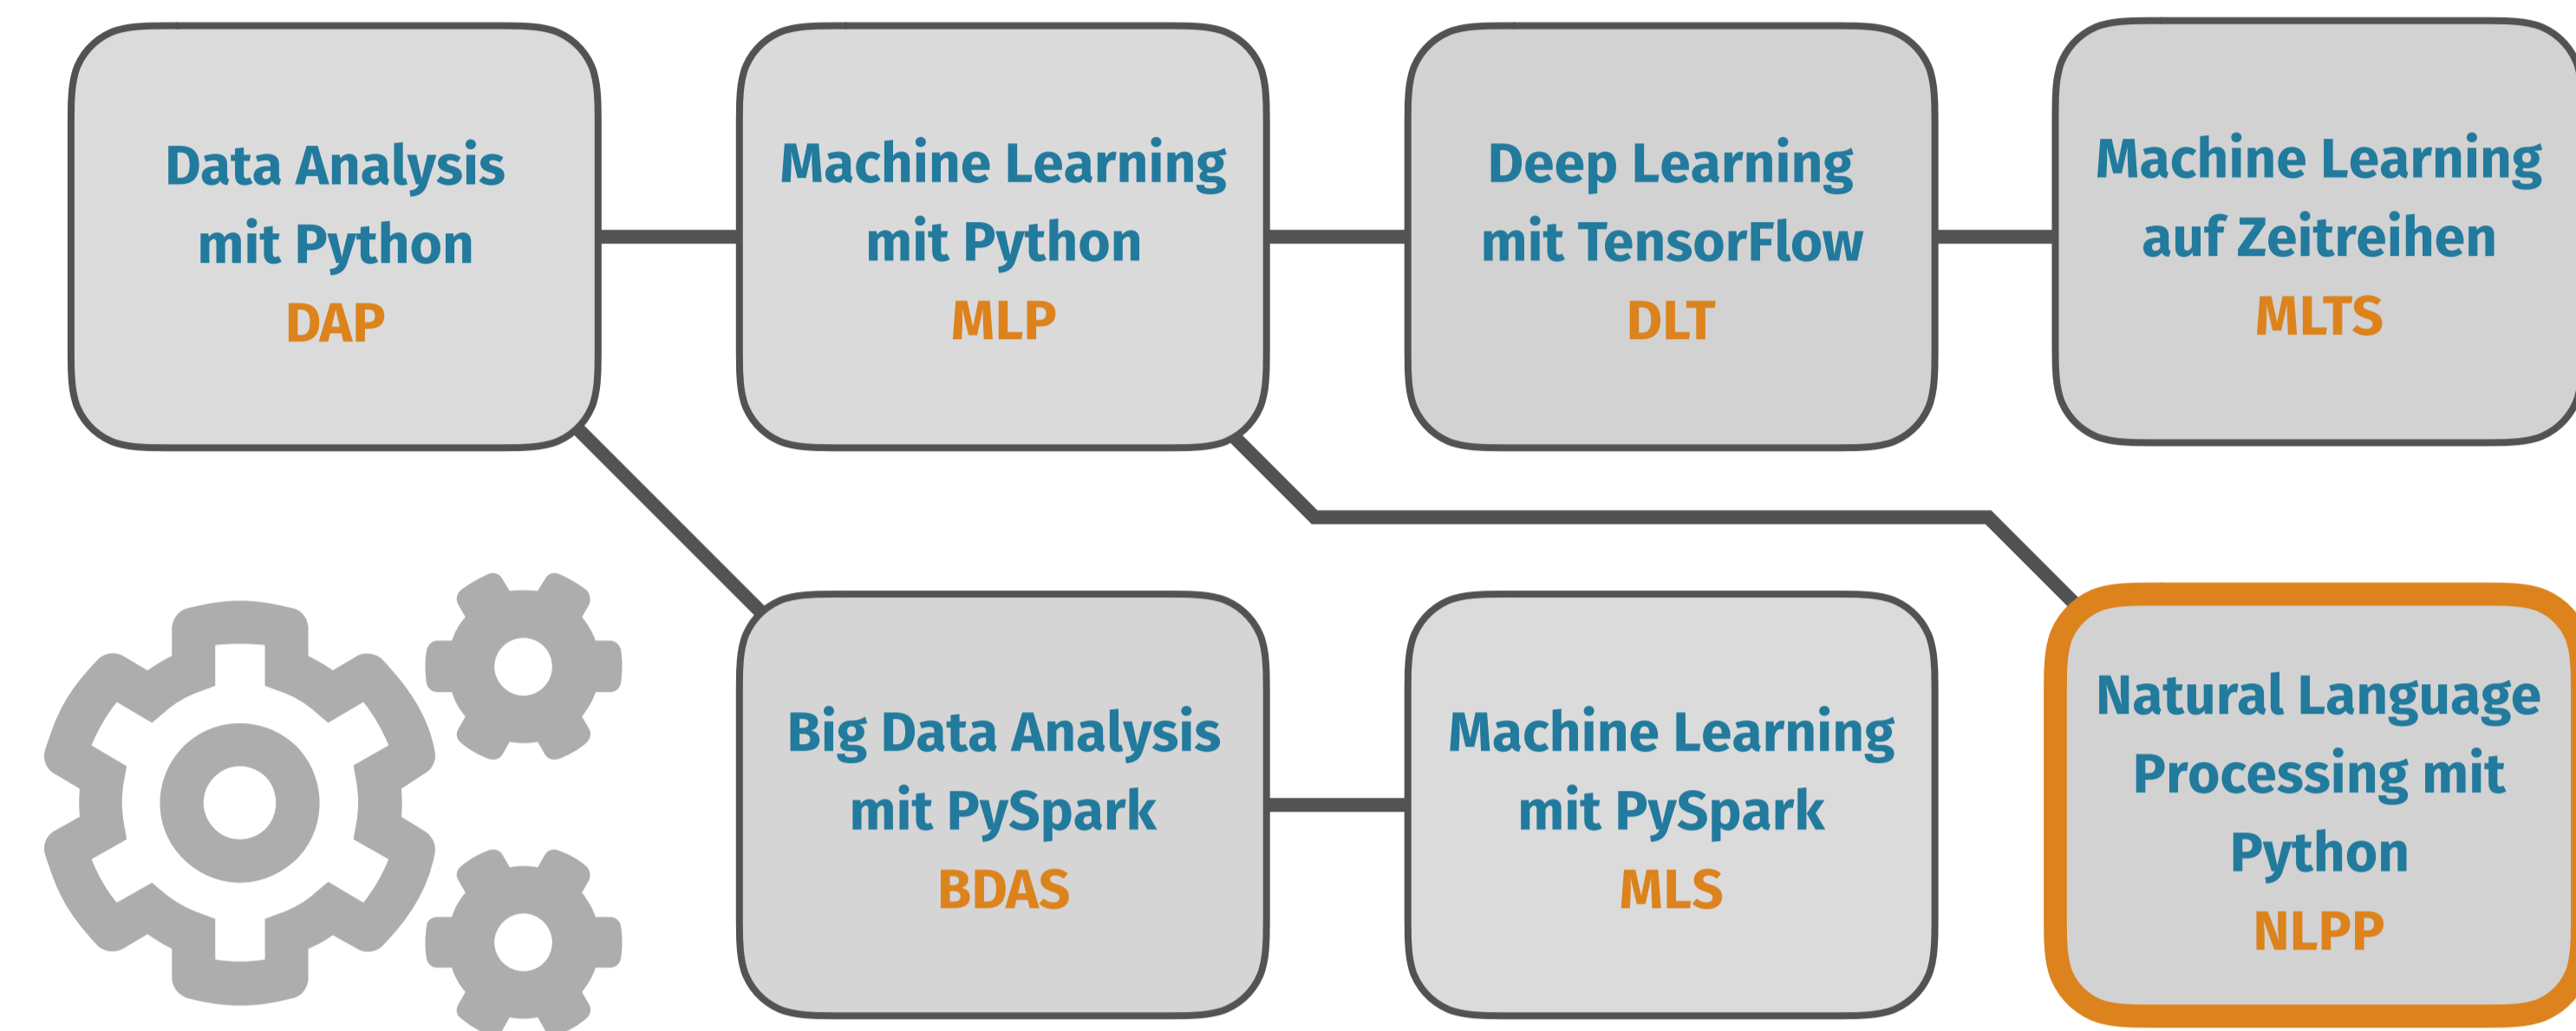 Data Analysis
mit Python
DAP
Machine Learning
mit Python
MLP
Deep Learning
mit TensorFlow
DLT
Machine Learning
auf Zeitreihen
MLTS
Big Data Analysis
mit PySpark
BDAS
Machine Learning
mit PySpark
MLS
Natural Language
Processing mit
Python
NLPP